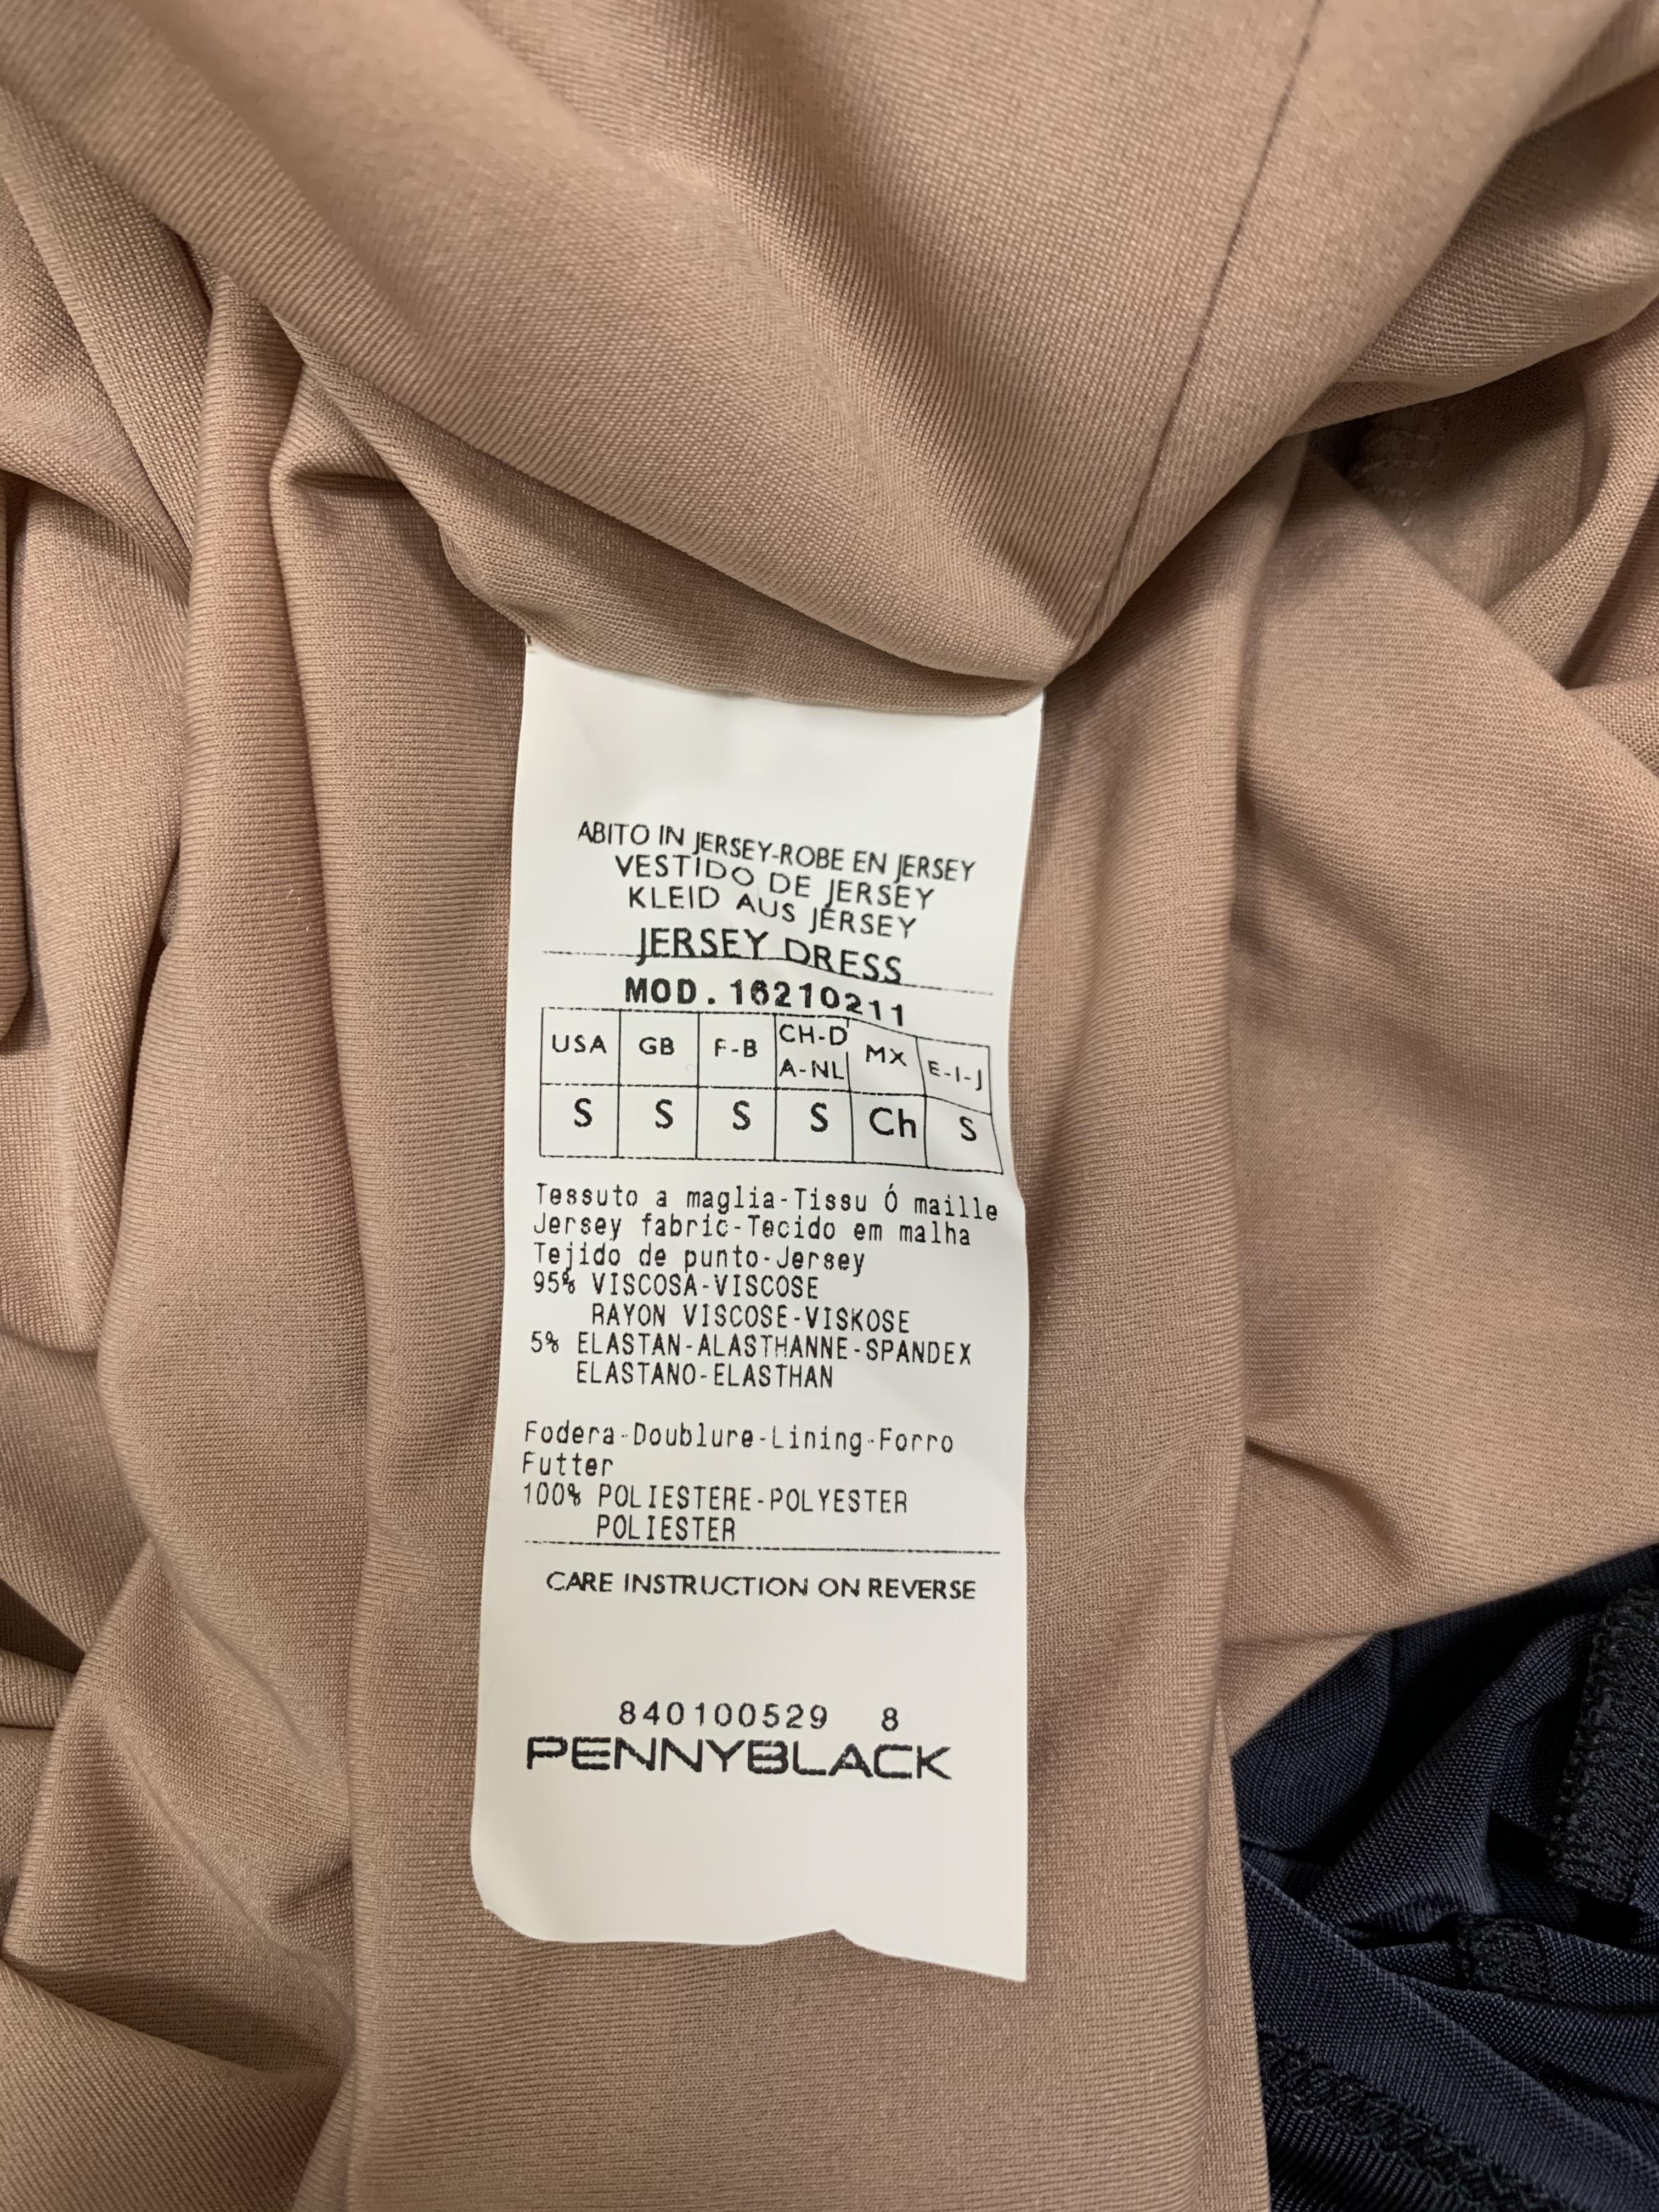 ABITO IN JERSEY-ROBE EN JERSEY
VESTIDO DE JERSEY
KLEID AUS JERSEY
JERSEY DRESS
MOD. 16210211
USA GB F-B CH-D A-NL MX E-I-J
S S S S Ch S
Tessuto a maglia-Tissu Ó maille
Jersey fabric-Tecido em malha
Tejido de punto-Jersey
95% VISCOSA-VISCOSE
RAYON VISCOSE-VISKOSE
5% ELASTAN-ALASTHANNE-SPANDEX
ELASTANO-ELASTHAN
Fodera-Doublure-Lining-Forro
Futter
100% POLIESTERE-POLYESTER
POLIESTER
CARE INSTRUCTION ON REVERSE
840100529 8
PENNYBLACK